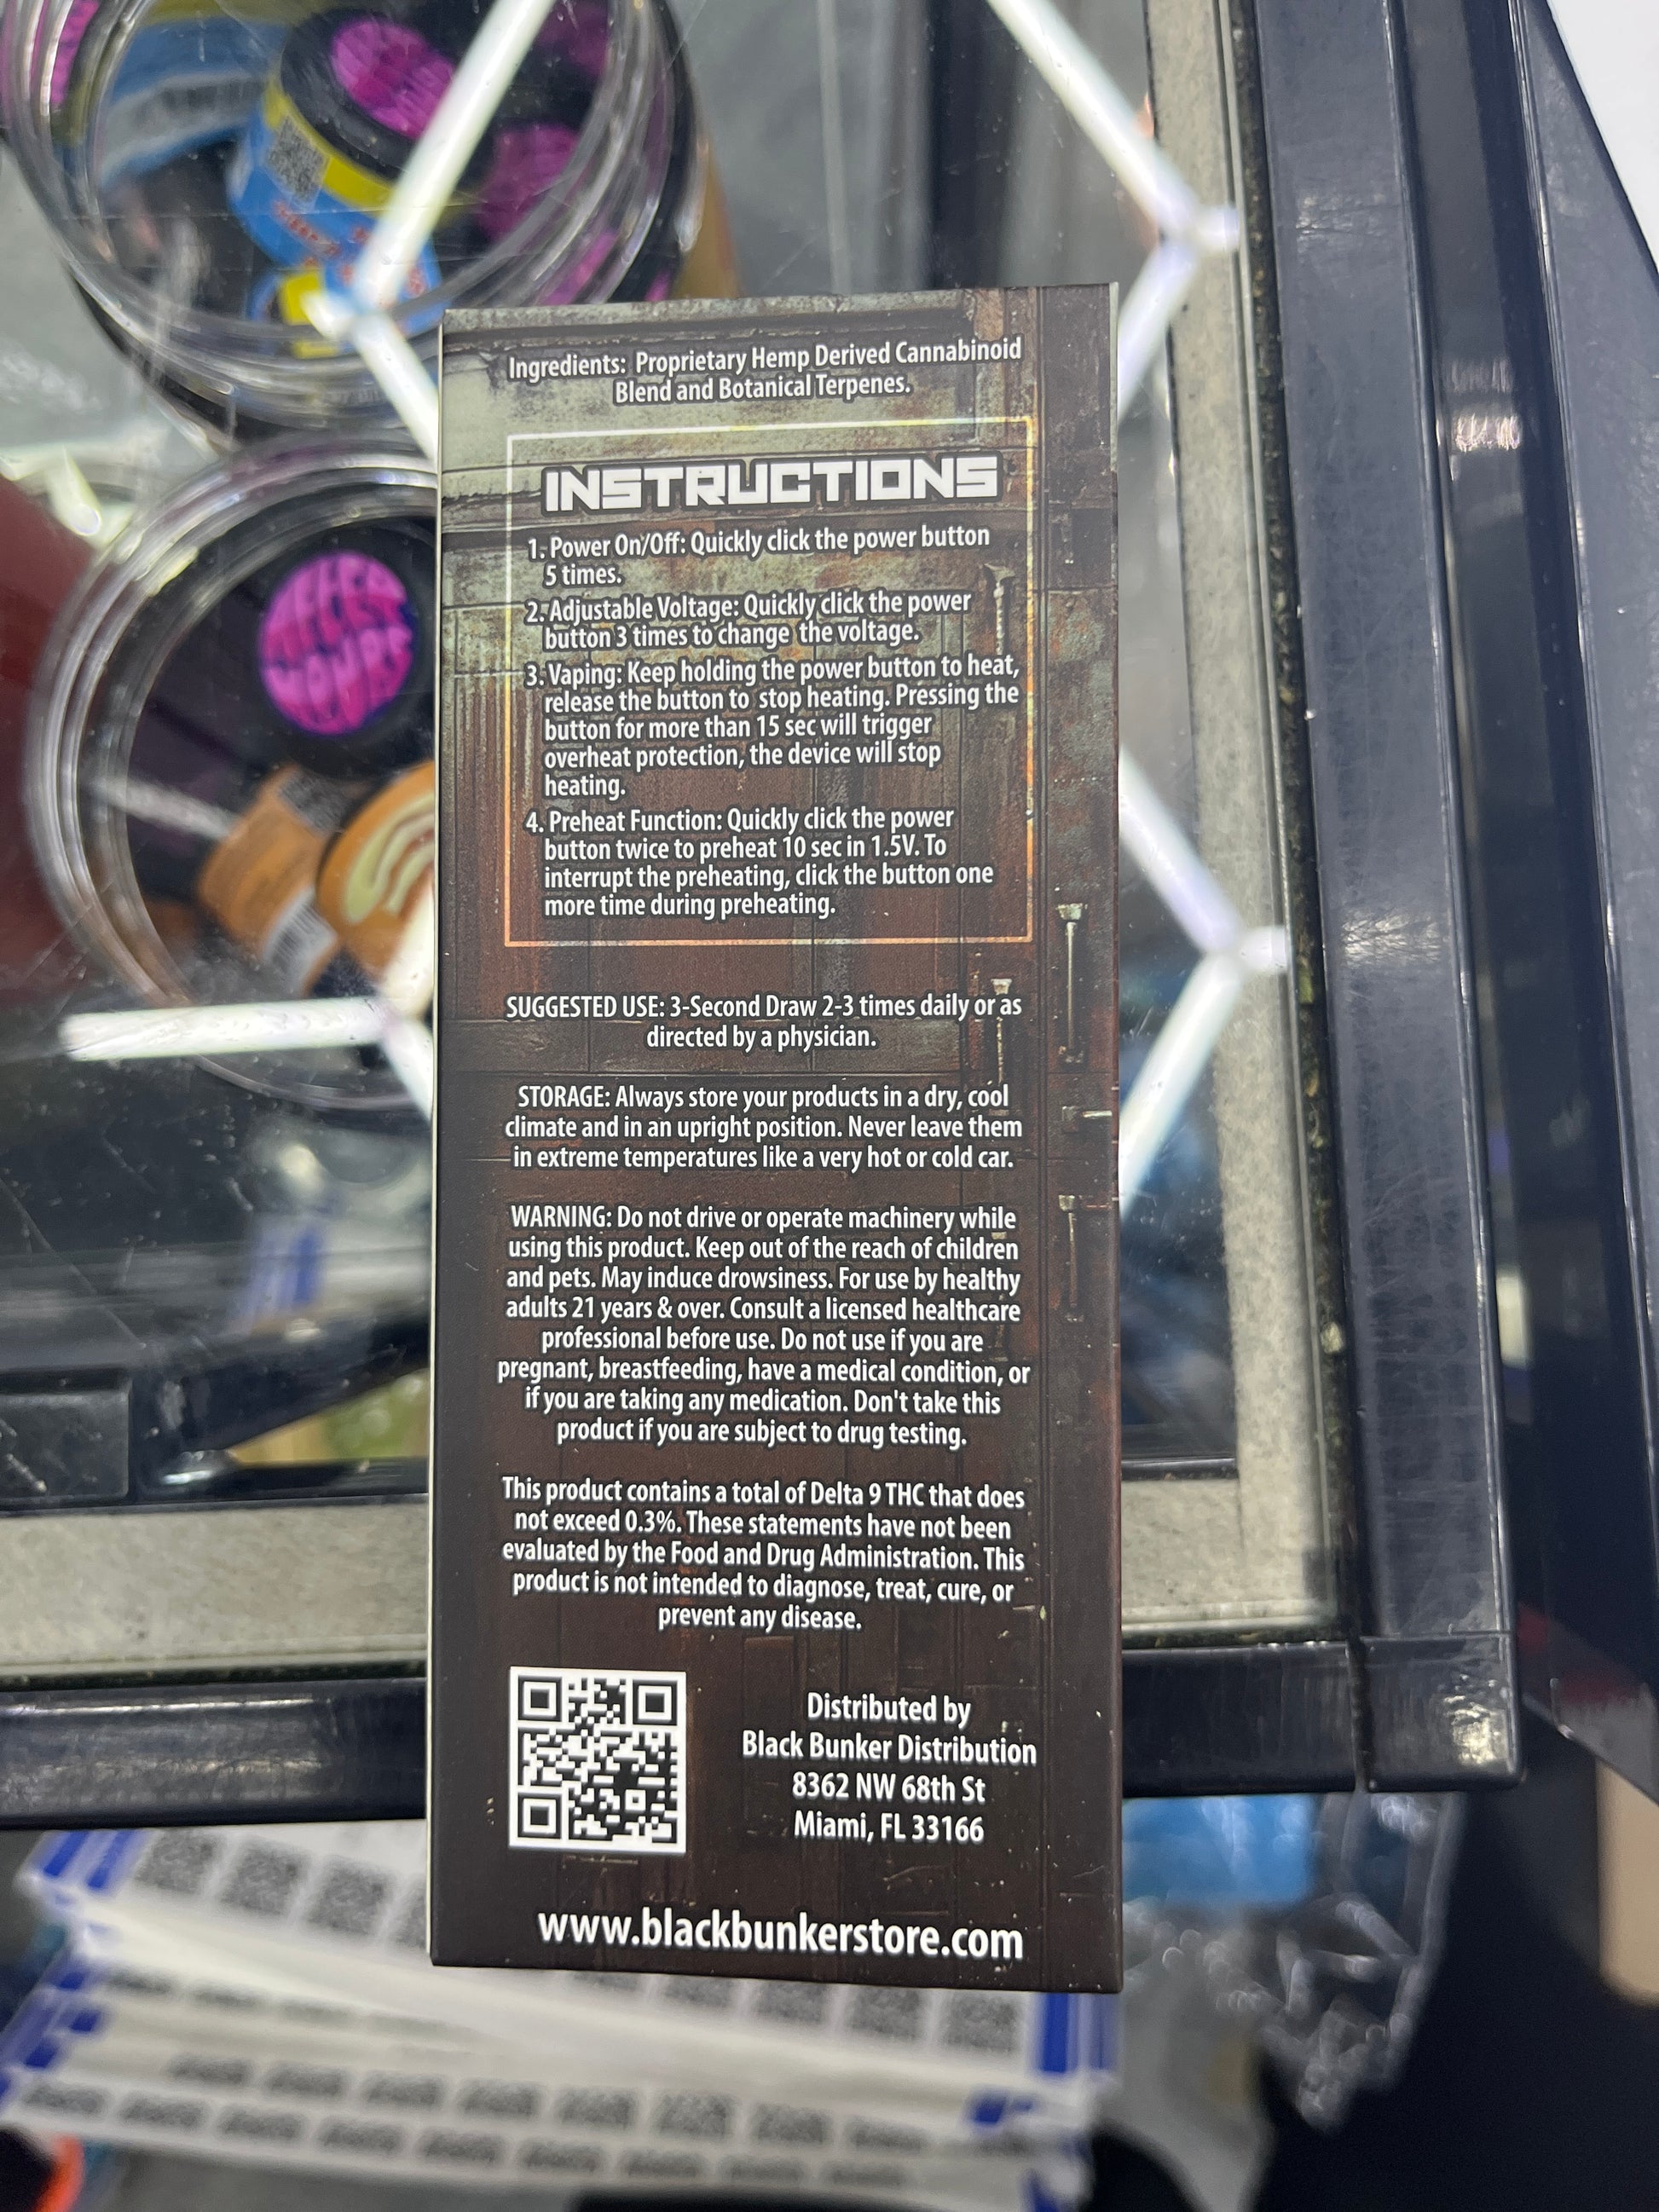 Ingredients: Proprietary Hemp Derived Cannabinoid
Blend and Botanical Terpenes.
INSTRUCTIONS
1. Power On/Off: Quickly click the power button
5 times.
2. Adjustable Voltage: Quickly click the power
button 3 times to change the voltage.
3. Vaping: Keep holding the power button to heat,
release the button to stop heating. Pressing the
button for more than 15 sec will trigger
overheat protection, the device will stop
heating.
4. Preheat Function: Quickly click the power
button twice to preheat 10 sec in 1.5V. To
interrupt the preheating, click the button one
more time during preheating.
SUGGESTED USE: 3-Second Draw 2-3 times daily or as
directed by a physician.
STORAGE: Always store your products in a dry, cool
climate and in an upright position. Never leave them
in extreme temperatures like a very hot or cold car.
WARNING: Do not drive or operate machinery while
using this product. Keep out of the reach of children
and pets. May induce drowsiness. For use by healthy
adults 21 years & over. Consult a licensed healthcare
professional before use. Do not use if you are
pregnant, breastfeeding, have a medical condition, or
if you are taking any medication. Don't take this
product if you are subject to drug testing.
This product contains a total of Delta 9 THC that does
not exceed 0.3%. These statements have not been
evaluated by the Food and Drug Administration. This
product is not intended to diagnose, treat, cure, or
prevent any disease.
Distributed by
Black Bunker Distribution
8362 NW 68th St
Miami, FL 33166
www.blackbunkerstore.com